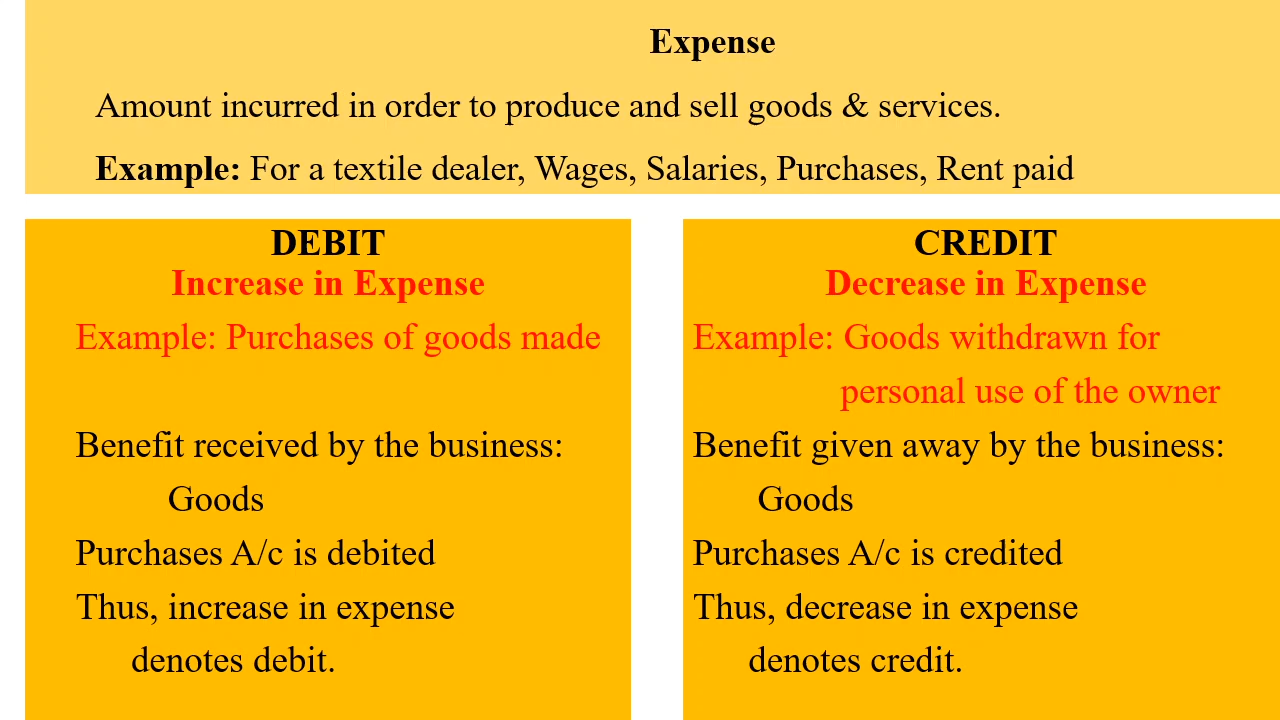 Expense
Amount incurred in order to produce and sell goods & services.
Example: For a textile dealer, Wages, Salaries, Purchases, Rent paid
DEBIT
Increase in Expense
Example: Purchases of goods made
Benefit received by the business:
Goods
Purchases A/c is debited
Thus, increase in expense
denotes debit.
CREDIT
Decrease in Expense
Example: Goods withdrawn for
personal use of the owner
Benefit given away by the business:
Goods
Purchases A/c is credited
Thus, decrease in expense
denotes credit.